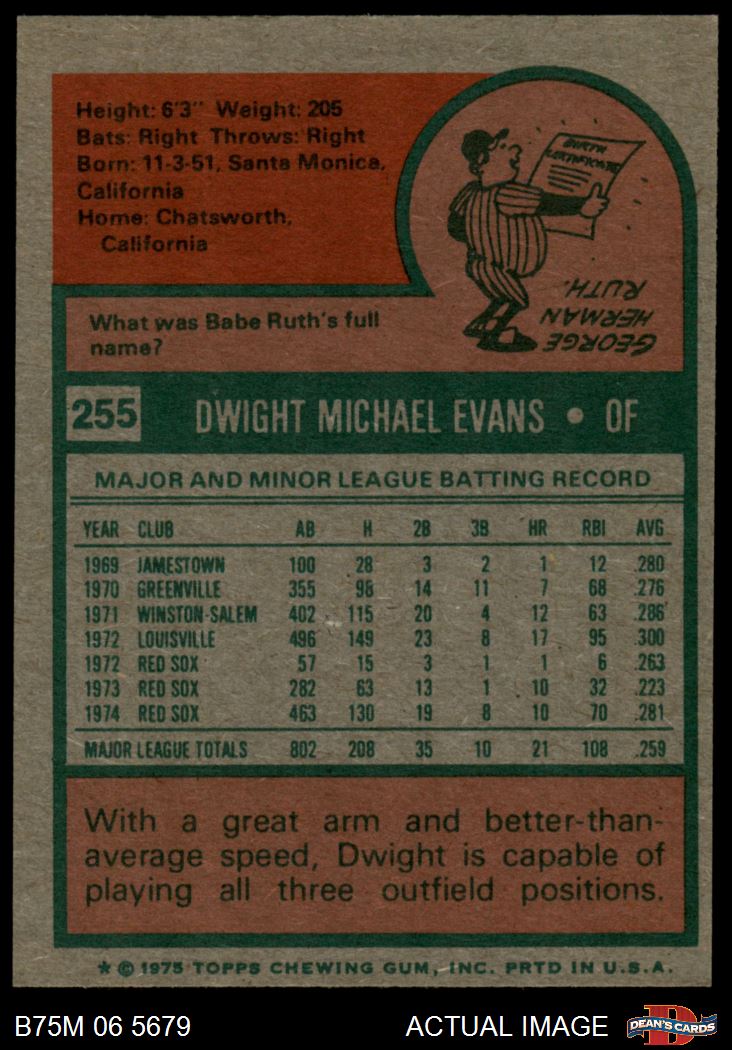 Height: 6'3" Weight: 205
Bats: Right Throws: Right
Born: 11-3-51, Santa Monica,
California
Home: Chatsworth,
California
BIRTH
CERTIFICATE
What was Babe Ruth's full
name?
GEORGE
HERMAN
RUTH.
255 DWIGHT MICHAEL EVANS • OF
MAJOR AND MINOR LEAGUE BATTING RECORD
YEAR CLUB AB H 2B 3B HR RBI AVG
1969 JAMESTOWN 100 28 3 2 1 12 .280
1970 GREENVILLE 355 98 14 11 7 68 .276
1971 WINSTON-SALEM 402 115 20 4 12 63 .286
1972 LOUISVILLE 496 149 23 8 17 95 .300
1972 RED SOX 57 15 3 1 1 6 .263
1973 RED SOX 282 63 13 1 10 32 .223
1974 RED SOX 463 130 19 8 10 70 .281
MAJOR LEAGUE TOTALS 802 208 35 10 21 108 .259
With a great arm and better-than-
average speed, Dwight is capable of
playing all three outfield positions.
* © 1975 TOPPS CHEWING GUM, INC. PRTD IN U.S.A.
B75M 06 5679 ACTUAL IMAGE DEAN'S CARDS